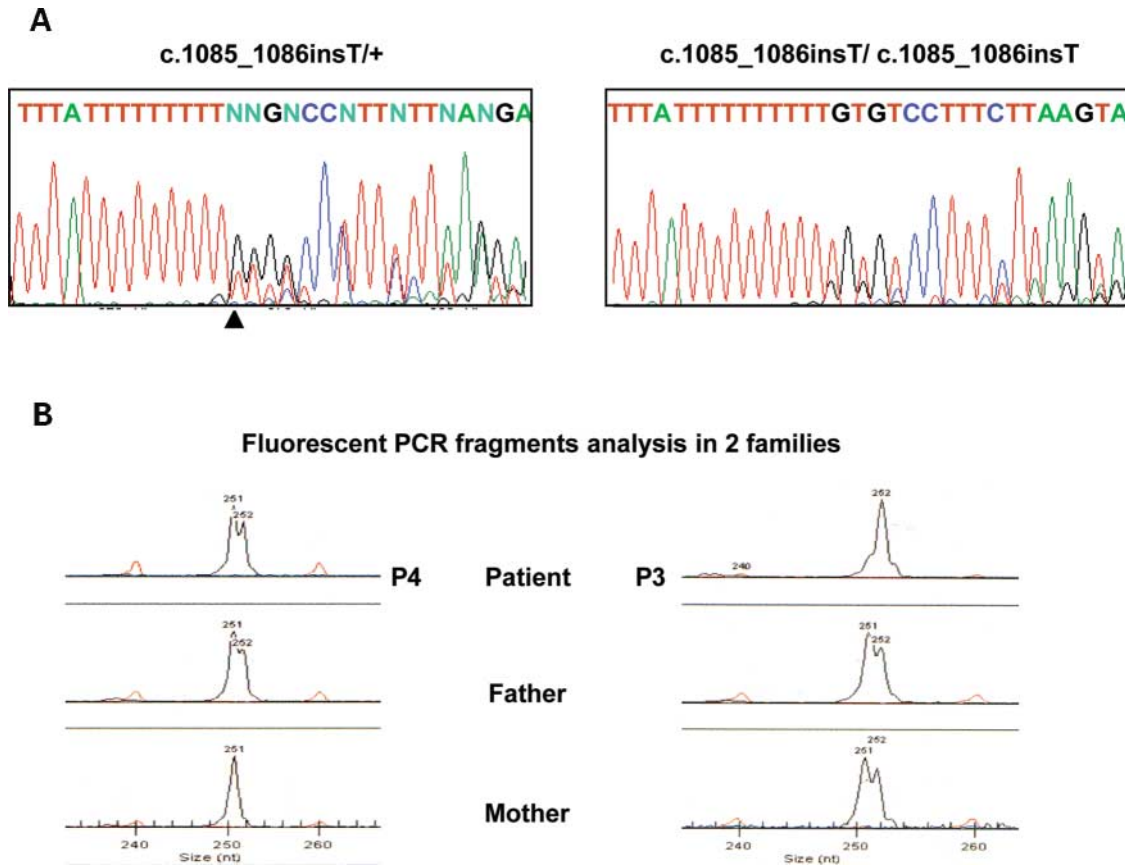 A
c.1085_1086insT/+
c.1085_1086insT/ c.1085_1086insT
TTTATTTTTTTTTNNGNCCNTTNTTNANGA
TTTATTTTTTTTTTGTGTCCTTTCTTAAGTA
B
Fluorescent PCR fragments analysis in 2 families
251
252
252
P4
Patient
P3
240
251
252
251
252
Father
251
252
251
Mother
240 250 260
Size (nt)
240 250 260
Size (nt)